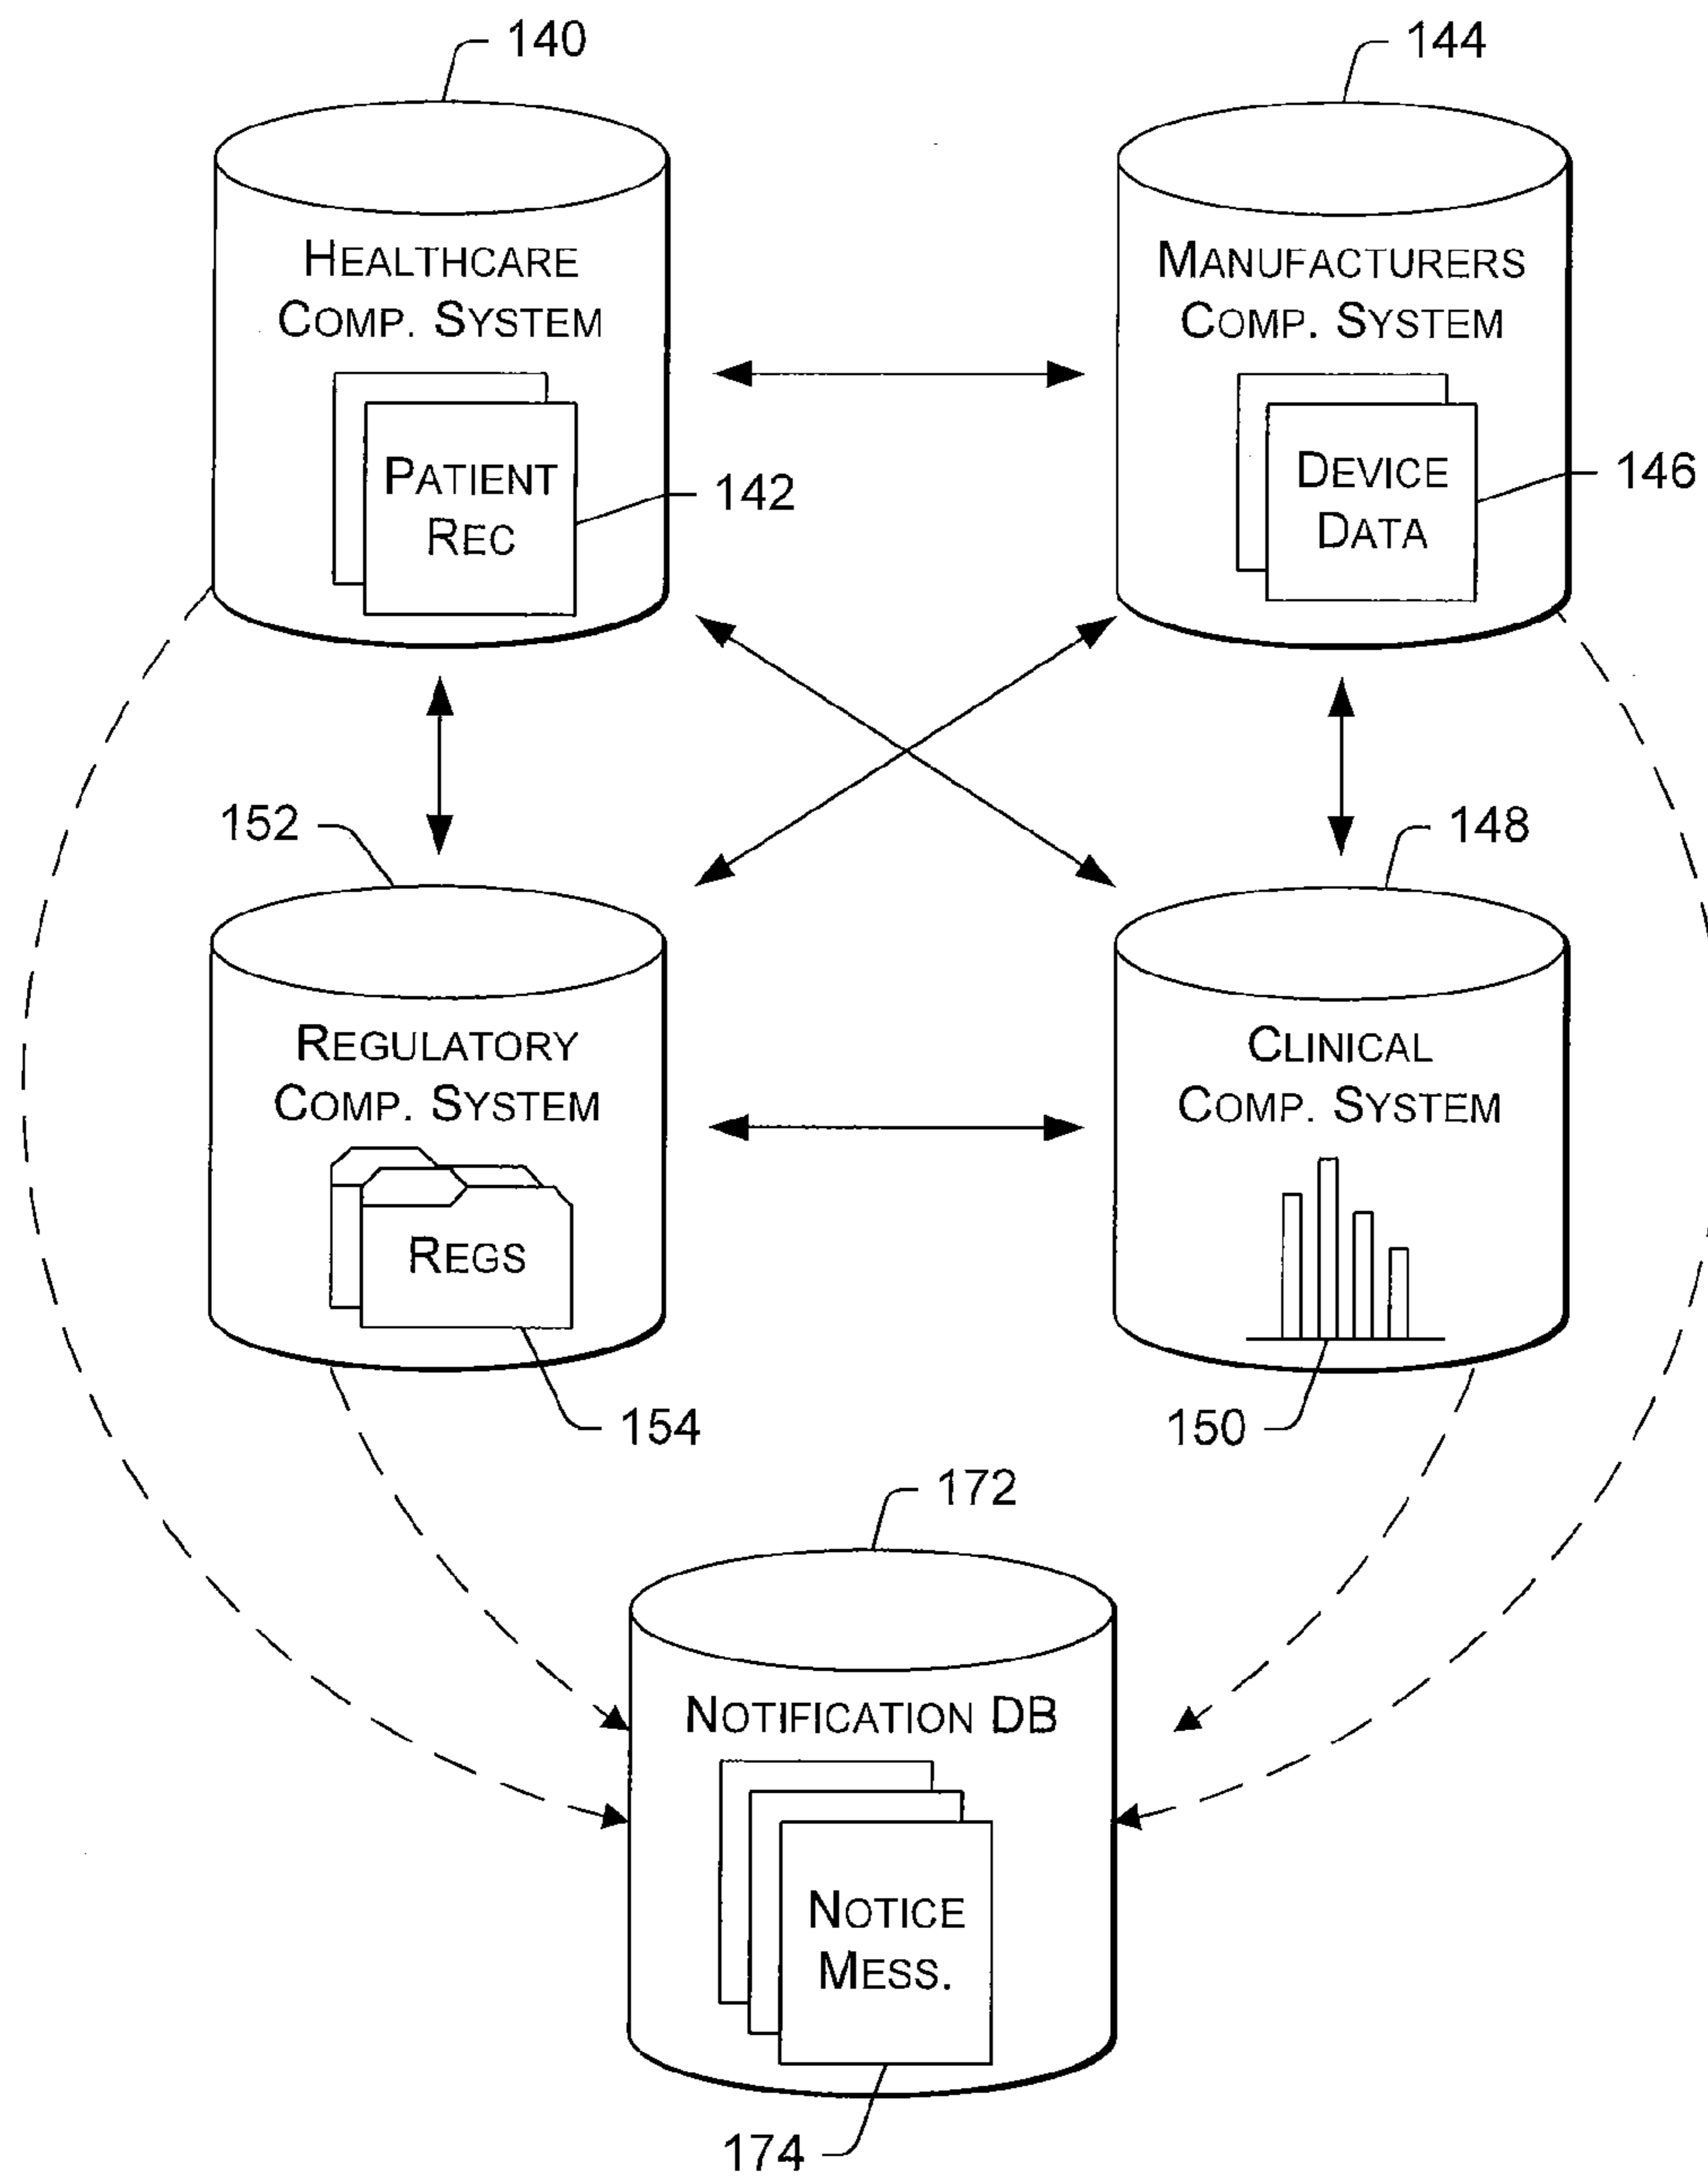 140
144
HEALTHCARE
COMP. SYSTEM
MANUFACTURERS
COMP. SYSTEM
PATIENT
REC
142
DEVICE
DATA
146
152
148
REGULATORY
COMP. SYSTEM
CLINICAL
COMP. SYSTEM
REGS
154
150
172
NOTIFICATION DB
NOTICE
MESS.
174